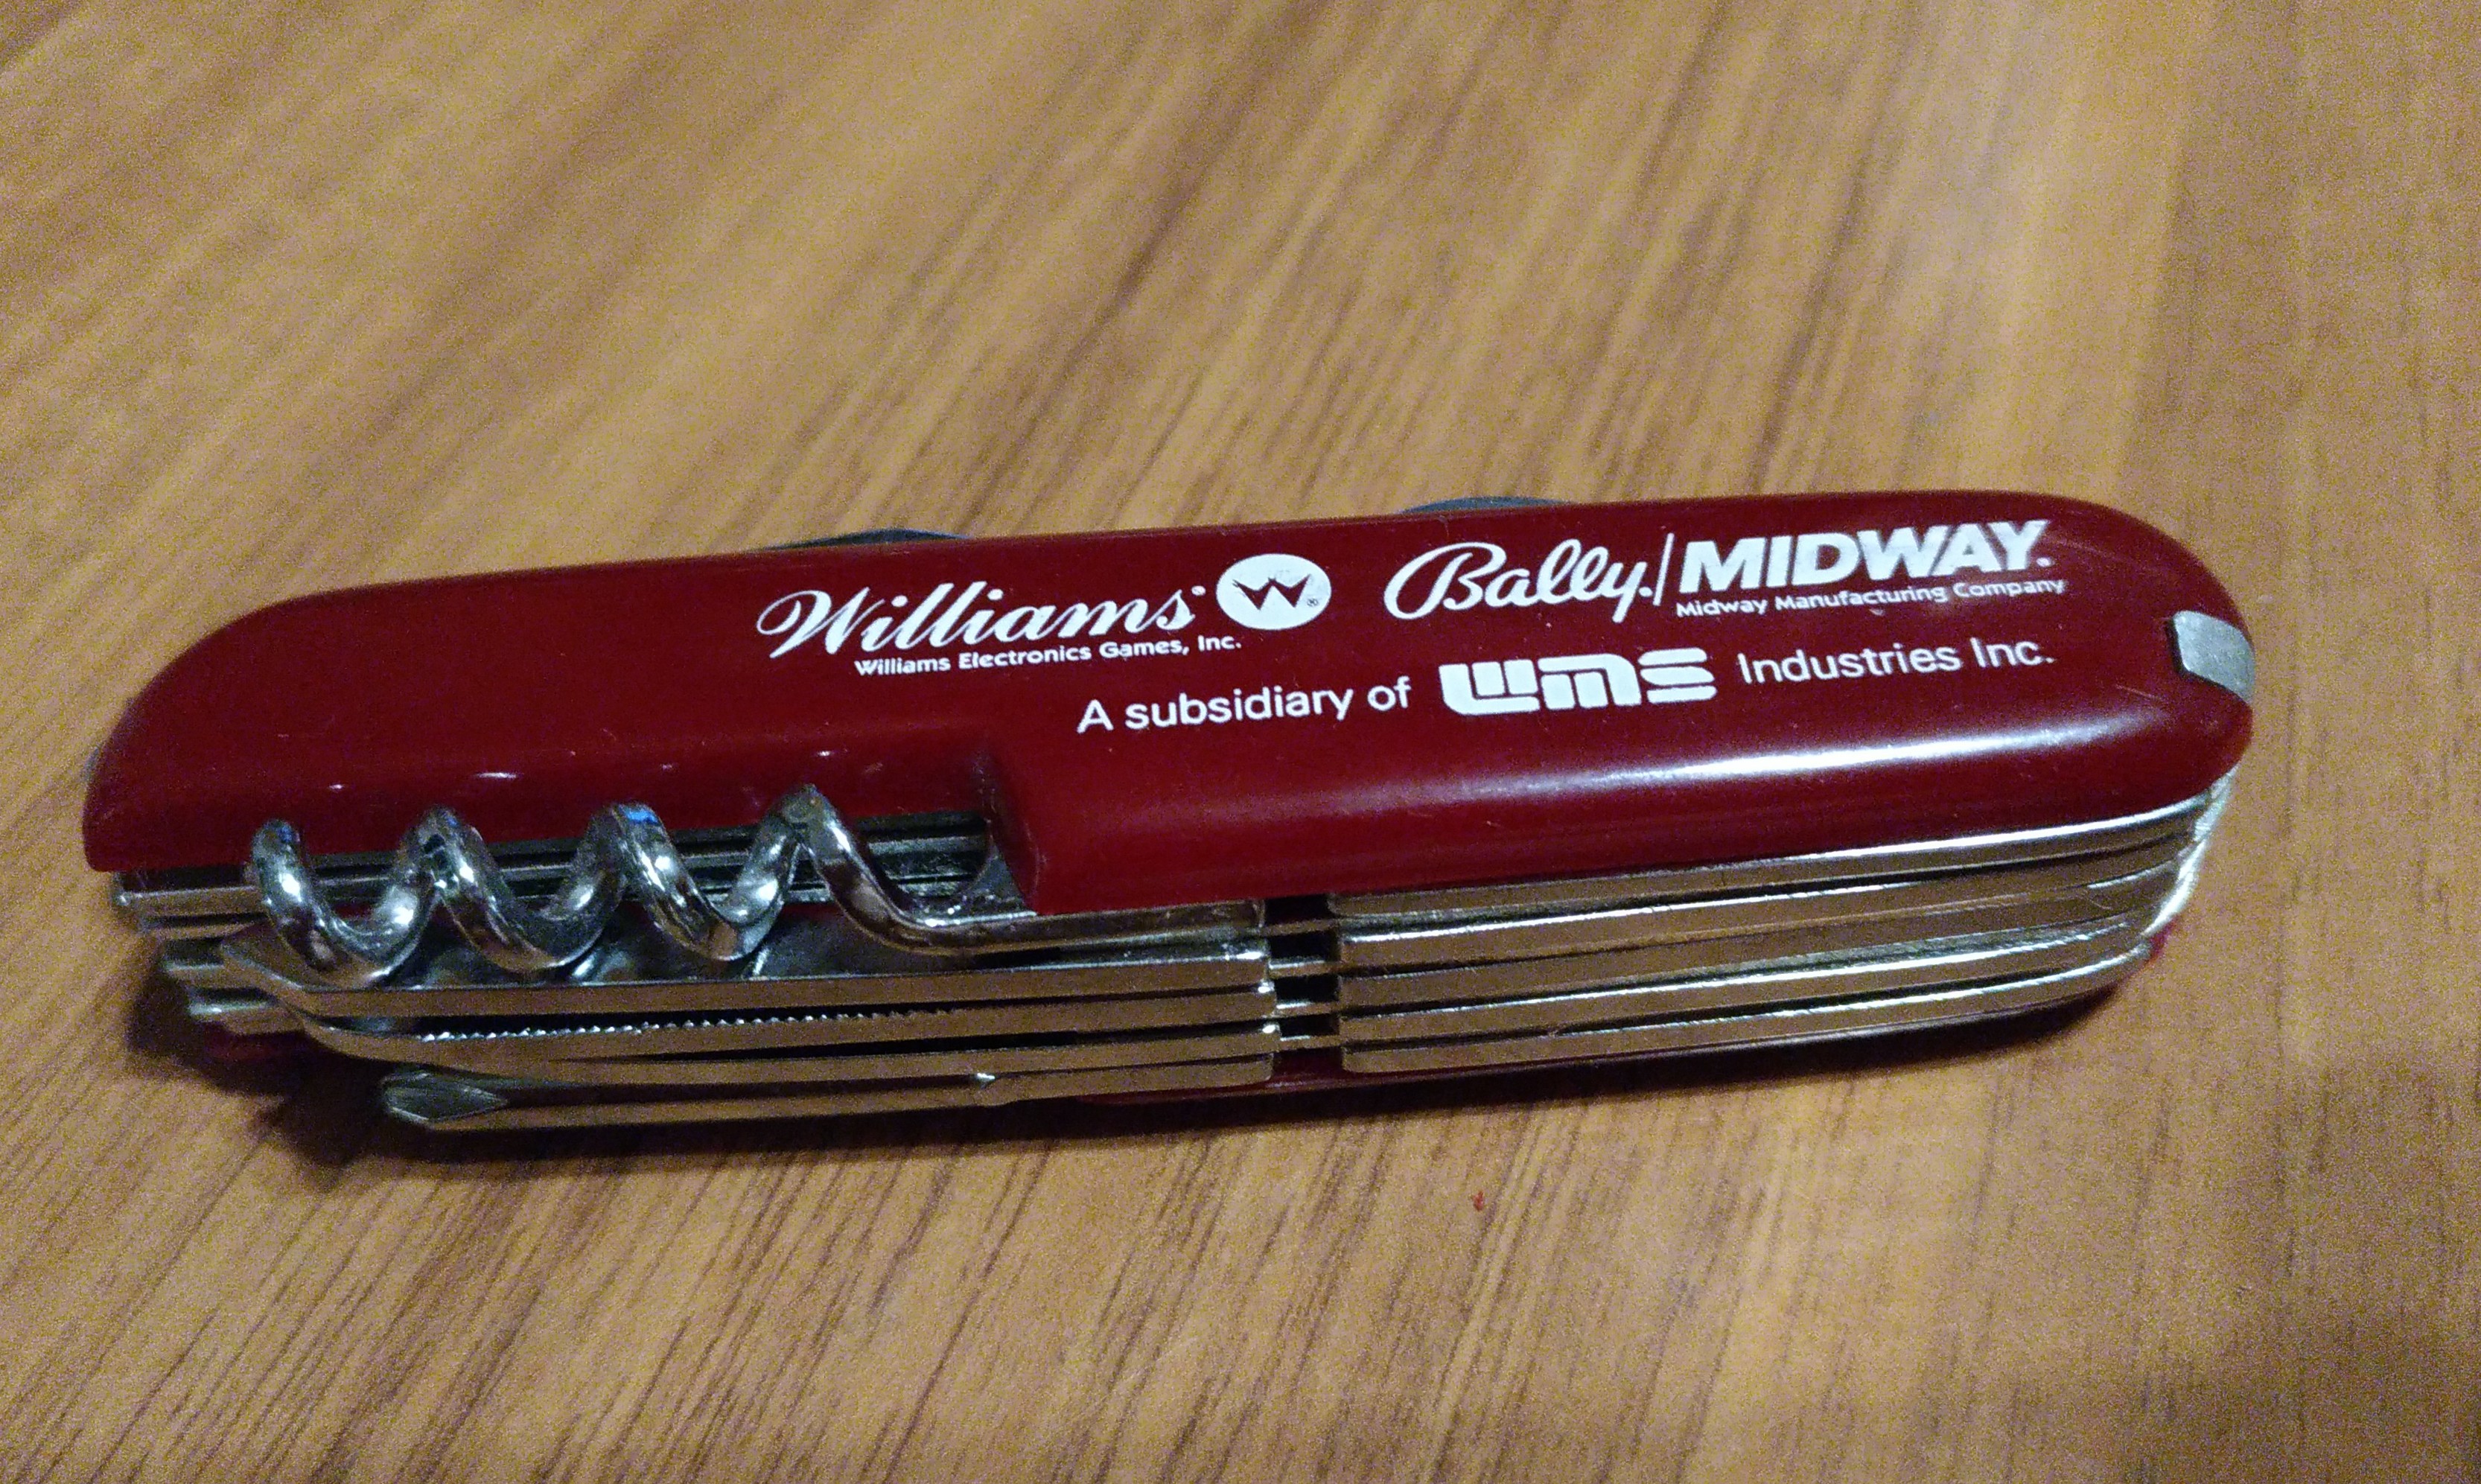 Williams® W® Bally./MIDWAY.
Williams Electronics Games, Inc. Midway Manufacturing Company
A subsidiary of WMS Industries Inc.